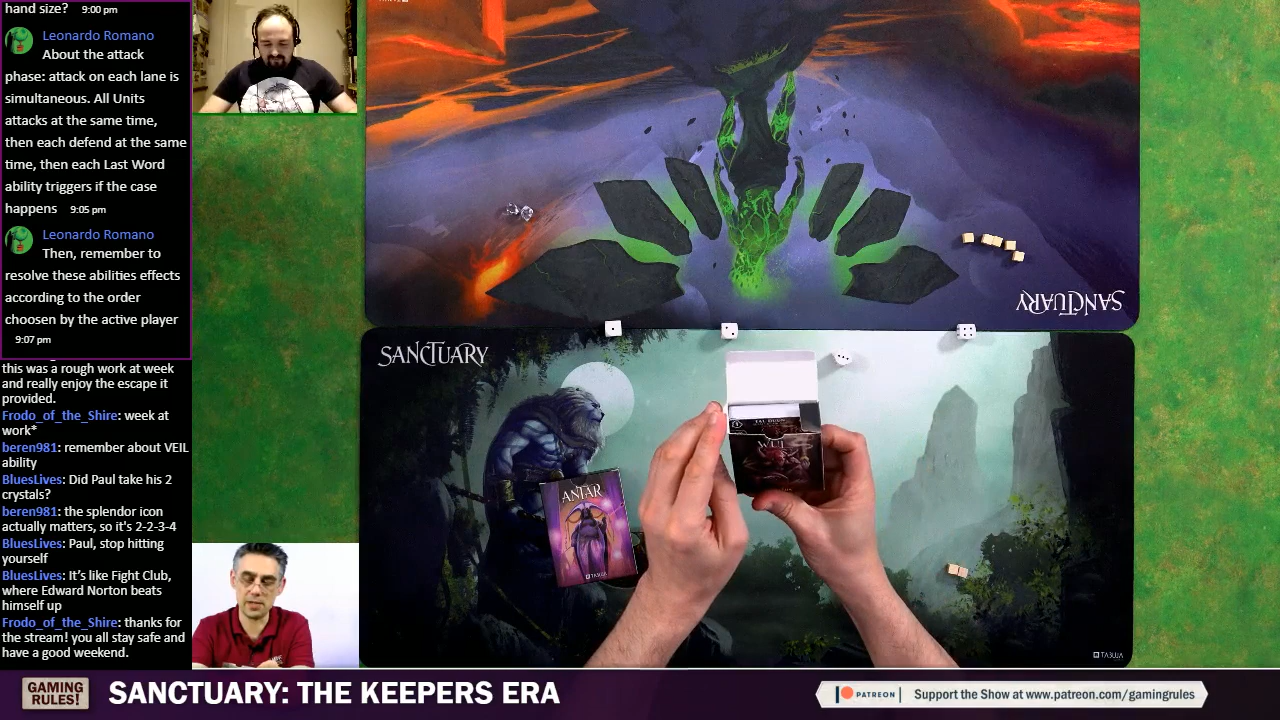 hand size? 9:00 pm
Leonardo Romano
About the attack
phase: attack on each lane is
simultaneous. All Units
attacks at the same time,
then each defend at the same
time, then each Last Word
ability triggers if the case
happens 9:05 pm
Leonardo Romano
Then, remember to
resolve these abilities effects
according to the order
choosen by the active player
9:07 pm
this was a rough work at week
and really enjoy the escape it
provided.
Frodo_of_the_Shire: week at
work*
beren981: remember about VEIL
ability
BluesLives: Did Paul take his 2
crystals?
beren981: the splendor icon
actually matters, so it's 2-2-3-4
BluesLives: Paul, stop hitting
yourself
BluesLives: It's like Fight Club,
where Edward Norton beats
himself up
Frodo_of_the_Shire: thanks for
the stream! you all stay safe and
have a good weekend.
SANCTUARY
SANCTUARY
ANTAR
TABULA
WUL
TABULA
GAMING
RULES!
SANCTUARY: THE KEEPERS ERA
PATREON
Support the Show at www.patreon.com/gamingrules